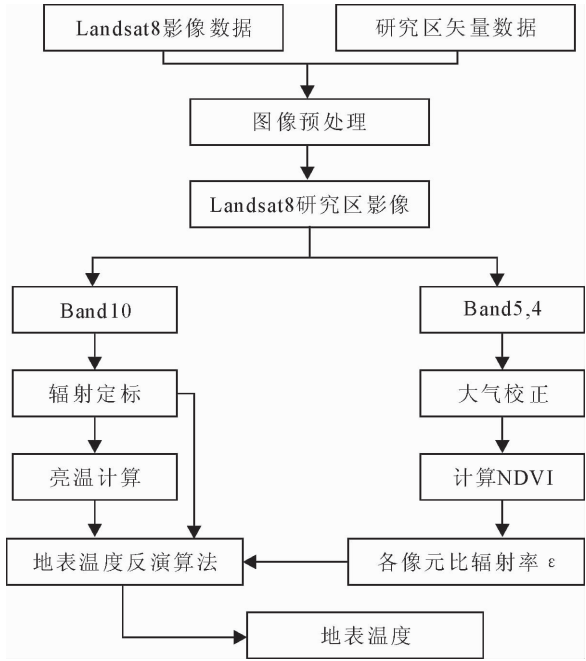 Landsat8影像数据
研究区矢量数据
图像预处理
Landsat8研究区影像
Band10
Band5,4
辐射定标
大气校正
亮温计算
计算NDVI
地表温度反演算法
各像元比辐射率 ε
地表温度